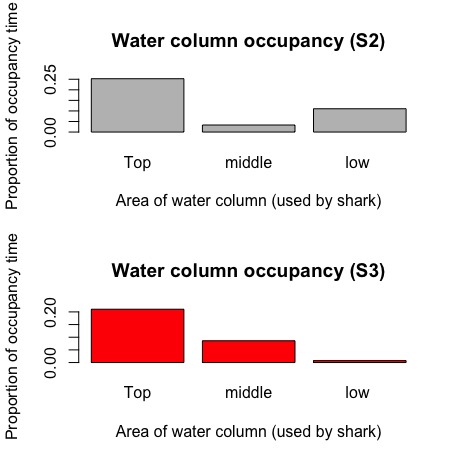 Water column occupancy (S2)
Proportion of occupancy time
0.25
0.00
Top middle low
Area of water column (used by shark)
Water column occupancy (S3)
Proportion of occupancy time
0.20
0.00
Top middle low
Area of water column (used by shark)